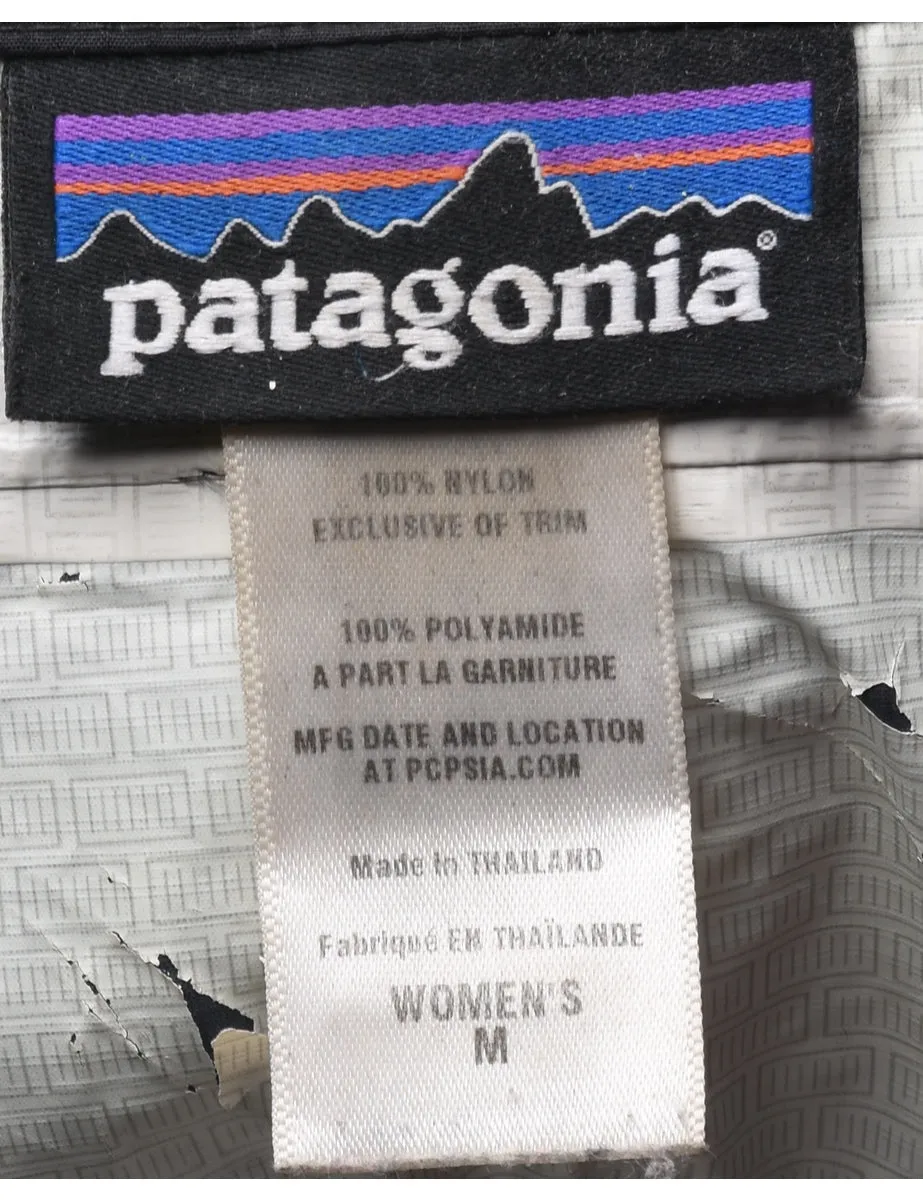 patagonia®
100% NYLON
EXCLUSIVE OF TRIM
100% POLYAMIDE
A PART LA GARNITURE
MFG DATE AND LOCATION
AT PCPSIA.COM
Made in THAILAND
Fabriqué EN THAÏLANDE
WOMEN'S
M